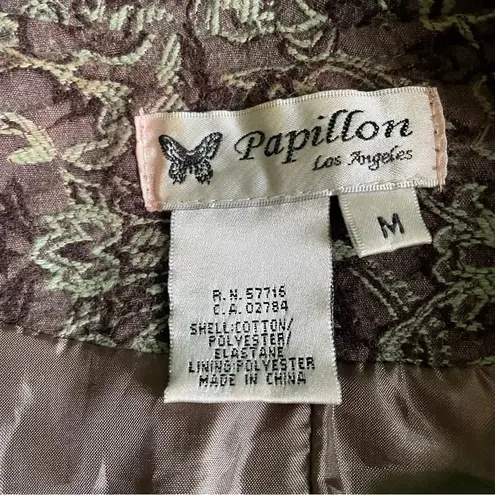 Papillon
Los Angeles
M
R.N. 57716
C.A. 02784
SHELL:COTTON/
POLYESTER/
ELASTANE
LINING:POLYESTER
MADE IN CHINA